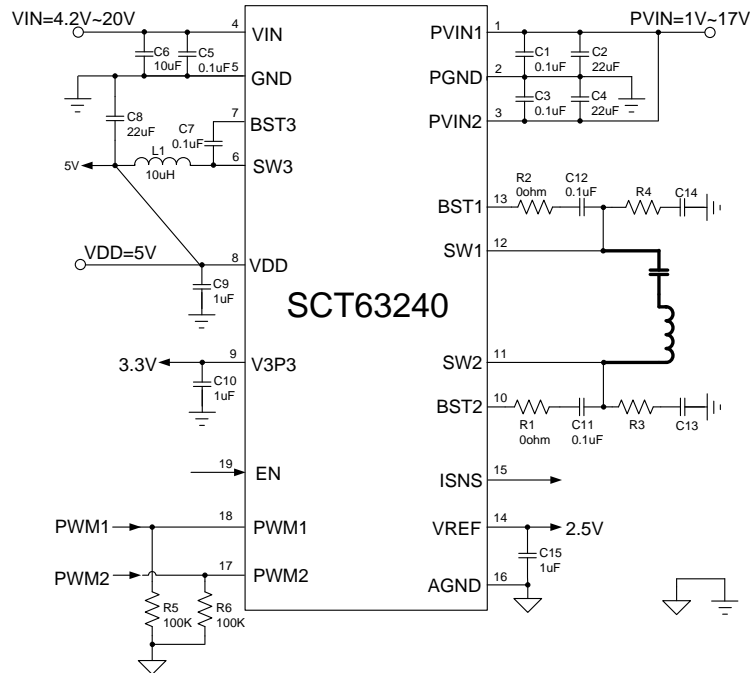 VIN=4.2V~20V
PVIN=1V~17V
4
VIN
C6
10uF
C5
0.1uF
5
GND
C8
22uF
7
BST3
C7
0.1uF
L1
10uH
5V
6
SW3
VDD=5V
8
VDD
C9
1uF
SCT63240
3.3V
9
V3P3
C10
1uF
19
EN
PWM1
18
PWM1
PWM2
17
PWM2
R5
100K
R6
100K
PVIN1
1
C1
0.1uF
C2
22uF
PGND
2
C3
0.1uF
C4
22uF
PVIN2
3
BST1
13
R2
0ohm
C12
0.1uF
R4
C14
SW1
12
SW2
11
BST2
10
R1
0ohm
C11
0.1uF
R3
C13
ISNS
15
VREF
14
2.5V
C15
1uF
AGND
16